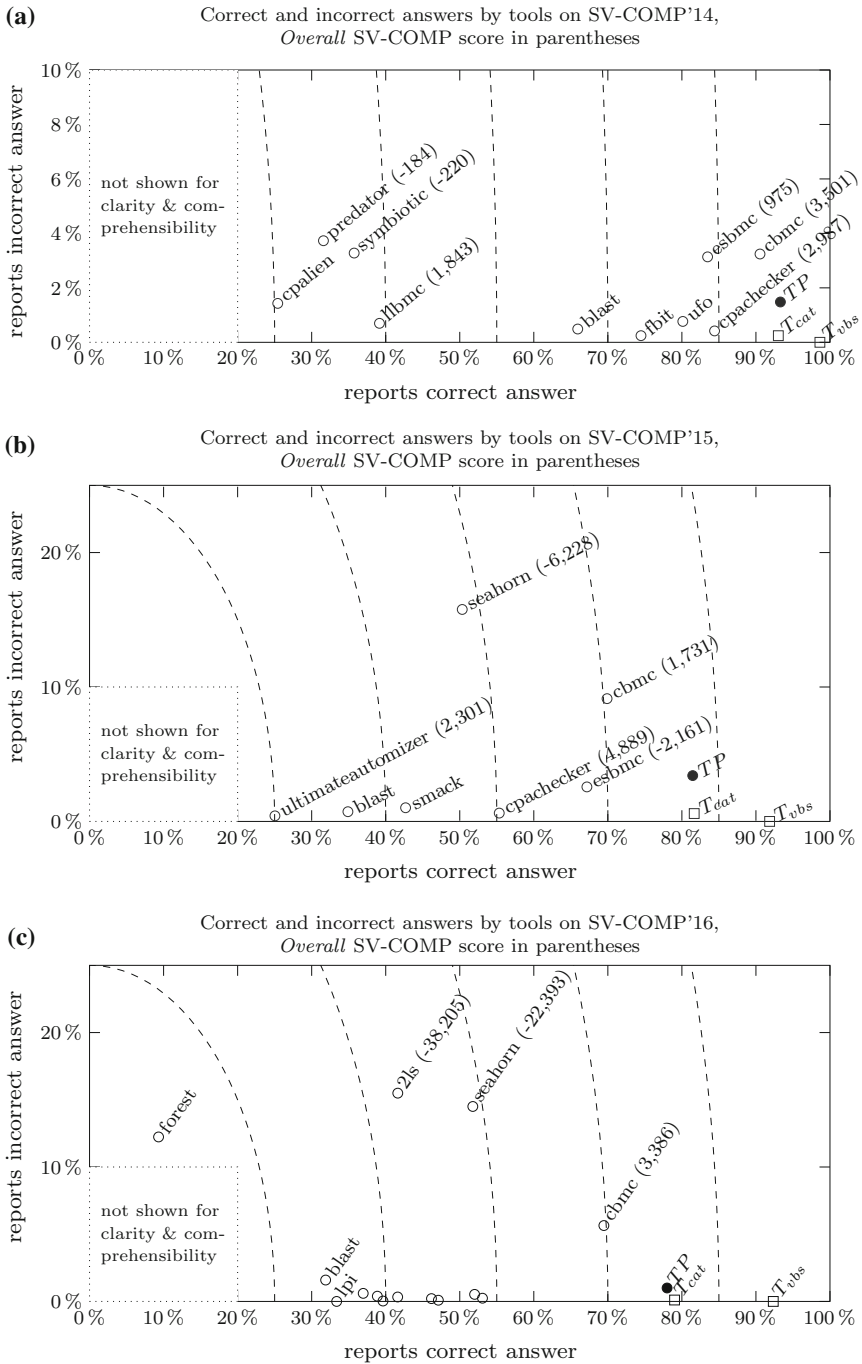 (a)
Correct and incorrect answers by tools on SV-COMP'14,
Overall SV-COMP score in parentheses
reports incorrect answer
10 %
8 %
6 %
4 %
2 %
0 %
not shown for
clarity & com-
prehensibility
cpalien
predator (-184)
symbiotic (-220)
llbmc (1,843)
blast
fbit
ufo
esbmc (975)
cbmc (3,501)
cpachecker (2,987)
TP
T_cat
T_vbs
0 % 10 % 20 % 30 % 40 % 50 % 60 % 70 % 80 % 90 % 100 %
reports correct answer
(b)
Correct and incorrect answers by tools on SV-COMP'15,
Overall SV-COMP score in parentheses
reports incorrect answer
20 %
10 %
0 %
not shown for
clarity & com-
prehensibility
seahorn (-6,228)
cbmc (1,731)
ultimateautomizer (2,301)
blast
smack
cpachecker (4,889)
esbmc (-2,161)
TP
T_cat
T_vbs
0 % 10 % 20 % 30 % 40 % 50 % 60 % 70 % 80 % 90 % 100 %
reports correct answer
(c)
Correct and incorrect answers by tools on SV-COMP'16,
Overall SV-COMP score in parentheses
reports incorrect answer
20 %
10 %
0 %
not shown for
clarity & com-
prehensibility
forest
2ls (-38,205)
seahorn (-22,393)
cbmc (3,386)
blast
lpi
TP
T_cat
T_vbs
0 % 10 % 20 % 30 % 40 % 50 % 60 % 70 % 80 % 90 % 100 %
reports correct answer